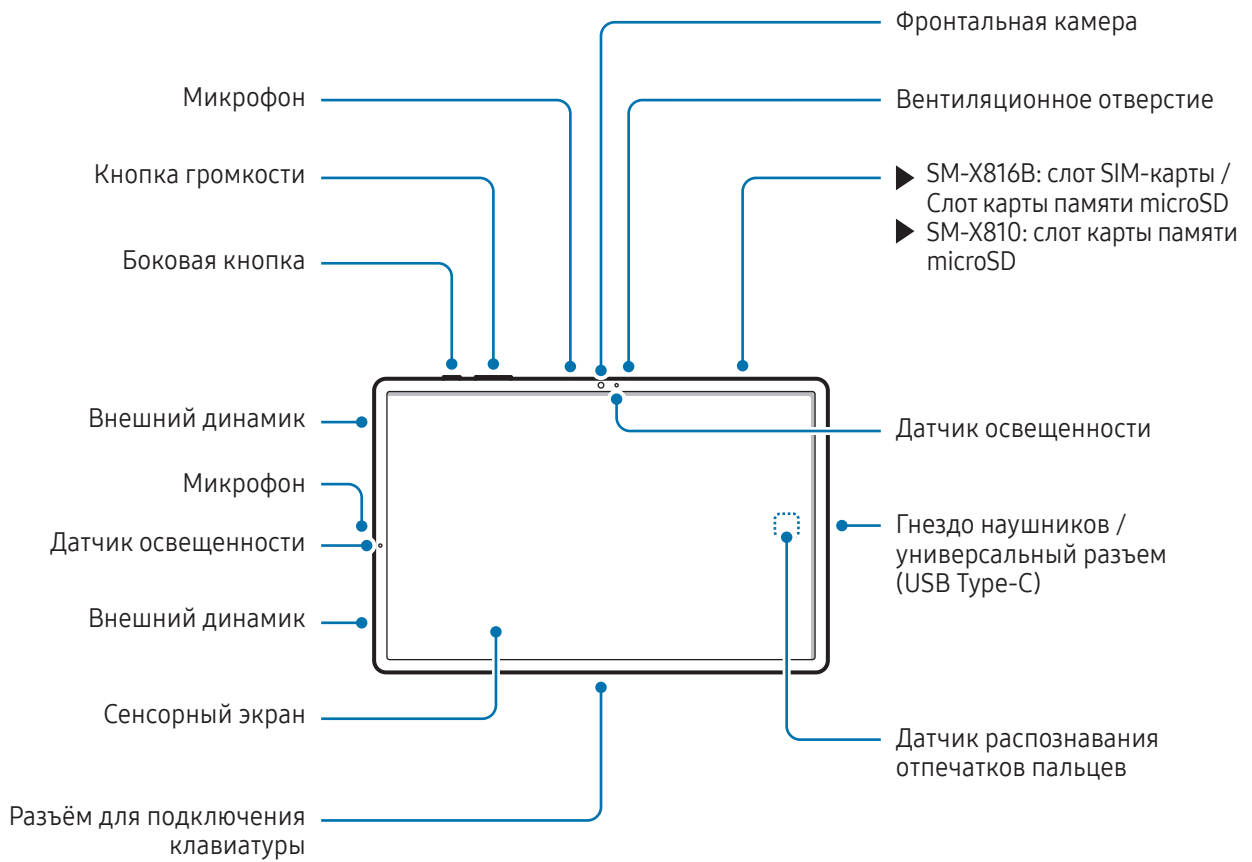 Фронтальная камера
Микрофон
Вентиляционное отверстие
Кнопка громкости
SM-X816B: слот SIM-карты /
Слот карты памяти microSD
SM-X810: слот карты памяти
microSD
Боковая кнопка
Внешний динамик
Датчик освещенности
Микрофон
Датчик освещенности
Гнездо наушников /
универсальный разъем
(USB Type-C)
Внешний динамик
Сенсорный экран
Датчик распознавания
отпечатков пальцев
Разъём для подключения
клавиатуры